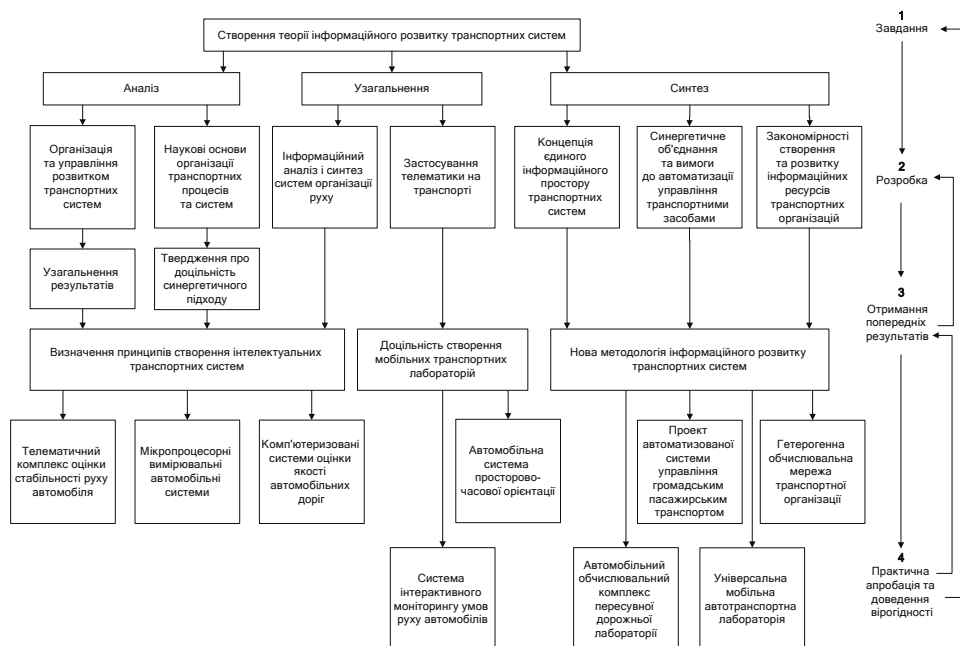 Створення теорії інформаційного розвитку транспортних систем
Аналіз
Узагальнення
Синтез
Організація
та управління
розвитком
транспортних
систем
Наукові основи
організації
транспортних
процесів
та систем
Інформаційний
аналіз і синтез
систем організації
руху
Застосування
телематики на
транспорті
Концепція
єдиного
інформаційного
простору
транспортних
систем
Синергетичне
об'єднання
та вимоги
до автоматизації
управління
транспортними
засобами
Закономірності
створення
та розвитку
інформаційних
ресурсів
транспортних
організацій
Узагальнення
результатів
Твердження про
доцільність
синергетичного
підходу
Визначення принципів створення інтелектуальних
транспортних систем
Доцільність створення
мобільних транспортних
лабораторій
Нова методологія інформаційного розвитку
транспортних систем
Телематичний
комплекс оцінки
стабільності руху
автомобіля
Мікропроцесорні
вимірювальні
автомобільні
системи
Комп'ютеризовані
системи оцінки
якості
автомобільних
доріг
Автомобільна
система
просторово-
часової орієнтації
Проект
автоматизованої
системи
управління
громадським
пасажирським
транспортом
Гетерогенна
обчислювальна
мережа
транспортної
організації
Система
інтерактивного
моніторингу умов
руху автомобілів
Автомобільний
обчислювальний
комплекс
пересувної
дорожньої
лабораторії
Універсальна
мобільна
автотранспортна
лабораторія
1
Завдання
2
Розробка
3
Отримання
попередніх
результатів
4
Практична
апробація та
доведення
вірогідності